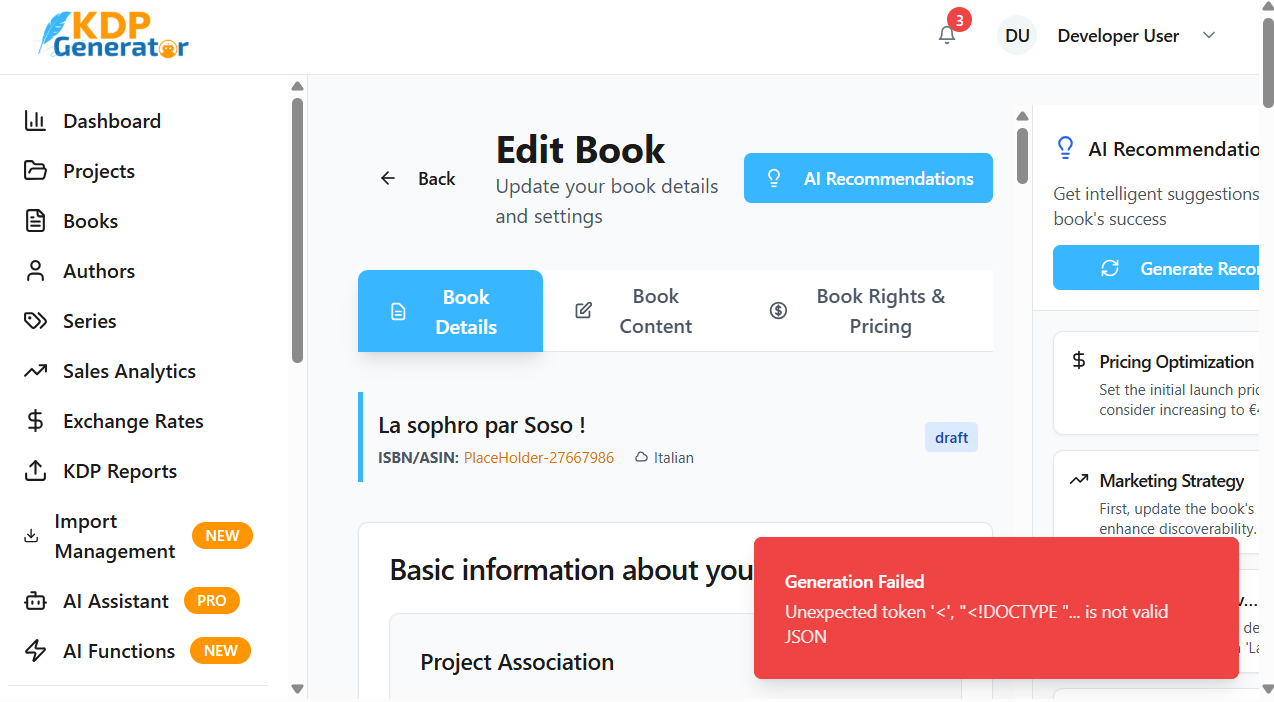 KDP
Generator
3
DU
Developer User
Dashboard
Projects
Books
Authors
Series
Sales Analytics
Exchange Rates
KDP Reports
Import
Management
NEW
AI Assistant
PRO
AI Functions
NEW
Back
Edit Book
Update your book details
and settings
AI Recommendations
Book
Details
Book
Content
Book Rights &
Pricing
La sophro par Soso !
ISBN/ASIN: PlaceHolder-27667986
Italian
draft
Basic information about you
Project Association
AI Recommendatio
Get intelligent suggestions
book's success
Generate Reco
Pricing Optimization
Set the initial launch pri
consider increasing to €
Marketing Strategy
First, update the book's
enhance discoverability.
Generation Failed
Unexpected token '<', "<!DOCTYPE "... is not valid
JSON